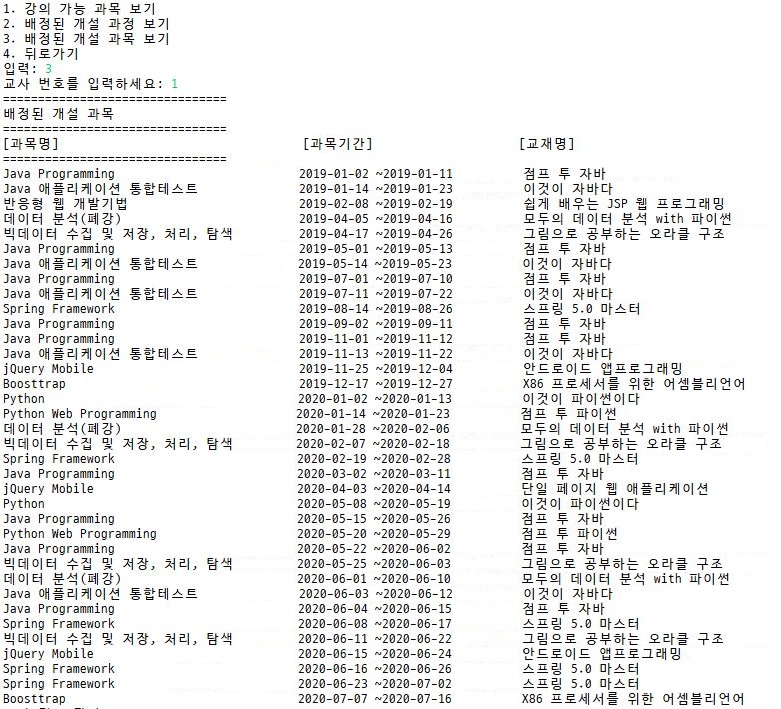 1. 강의 가능 과목 보기
2. 배정된 개설 과정 보기
3. 배정된 개설 과목 보기
4. 뒤로가기
입력: 3
교사 번호를 입력하세요: 1
================================
배정된 개설 과목
================================
[과목명] [과목기간] [교재명]
================================
Java Programming 2019-01-02 ~2019-01-11 점프 투 자바
Java 애플리케이션 통합테스트 2019-01-14 ~2019-01-23 이것이 자바다
반응형 웹 개발기법 2019-02-08 ~2019-02-19 쉽게 배우는 JSP 웹 프로그래밍
데이터 분석(폐강) 2019-04-05 ~2019-04-16 모두의 데이터 분석 with 파이썬
빅데이터 수집 및 저장, 처리, 탐색 2019-04-17 ~2019-04-26 그림으로 공부하는 오라클 구조
Java Programming 2019-05-01 ~2019-05-13 점프 투 자바
Java 애플리케이션 통합테스트 2019-05-14 ~2019-05-23 이것이 자바다
Java Programming 2019-07-01 ~2019-07-10 점프 투 자바
Java 애플리케이션 통합테스트 2019-07-11 ~2019-07-22 이것이 자바다
Spring Framework 2019-08-14 ~2019-08-26 스프링 5.0 마스터
Java Programming 2019-09-02 ~2019-09-11 점프 투 자바
Java Programming 2019-11-01 ~2019-11-12 점프 투 자바
Java 애플리케이션 통합테스트 2019-11-13 ~2019-11-22 이것이 자바다
jQuery Mobile 2019-11-25 ~2019-12-04 안드로이드 앱프로그래밍
Boosttrap 2019-12-17 ~2019-12-27 X86 프로세서를 위한 어셈블리언어
Python 2020-01-02 ~2020-01-13 이것이 파이썬이다
Python Web Programming 2020-01-14 ~2020-01-23 점프 투 파이썬
데이터 분석(폐강) 2020-01-28 ~2020-02-06 모두의 데이터 분석 with 파이썬
빅데이터 수집 및 저장, 처리, 탐색 2020-02-07 ~2020-02-18 그림으로 공부하는 오라클 구조
Spring Framework 2020-02-19 ~2020-02-28 스프링 5.0 마스터
Java Programming 2020-03-02 ~2020-03-11 점프 투 자바
jQuery Mobile 2020-04-03 ~2020-04-14 단일 페이지 웹 애플리케이션
Python 2020-05-08 ~2020-05-19 이것이 파이썬이다
Java Programming 2020-05-15 ~2020-05-26 점프 투 자바
Python Web Programming 2020-05-20 ~2020-05-29 점프 투 파이썬
Java Programming 2020-05-22 ~2020-06-02 점프 투 자바
빅데이터 수집 및 저장, 처리, 탐색 2020-05-25 ~2020-06-03 그림으로 공부하는 오라클 구조
데이터 분석(폐강) 2020-06-01 ~2020-06-10 모두의 데이터 분석 with 파이썬
Java 애플리케이션 통합테스트 2020-06-03 ~2020-06-12 이것이 자바다
Java Programming 2020-06-04 ~2020-06-15 점프 투 자바
Spring Framework 2020-06-08 ~2020-06-17 스프링 5.0 마스터
빅데이터 수집 및 저장, 처리, 탐색 2020-06-11 ~2020-06-22 그림으로 공부하는 오라클 구조
jQuery Mobile 2020-06-15 ~2020-06-24 안드로이드 앱프로그래밍
Spring Framework 2020-06-16 ~2020-06-26 스프링 5.0 마스터
Spring Framework 2020-06-23 ~2020-07-02 스프링 5.0 마스터
Boosttrap 2020-07-07 ~2020-07-16 X86 프로세서를 위한 어셈블리언어